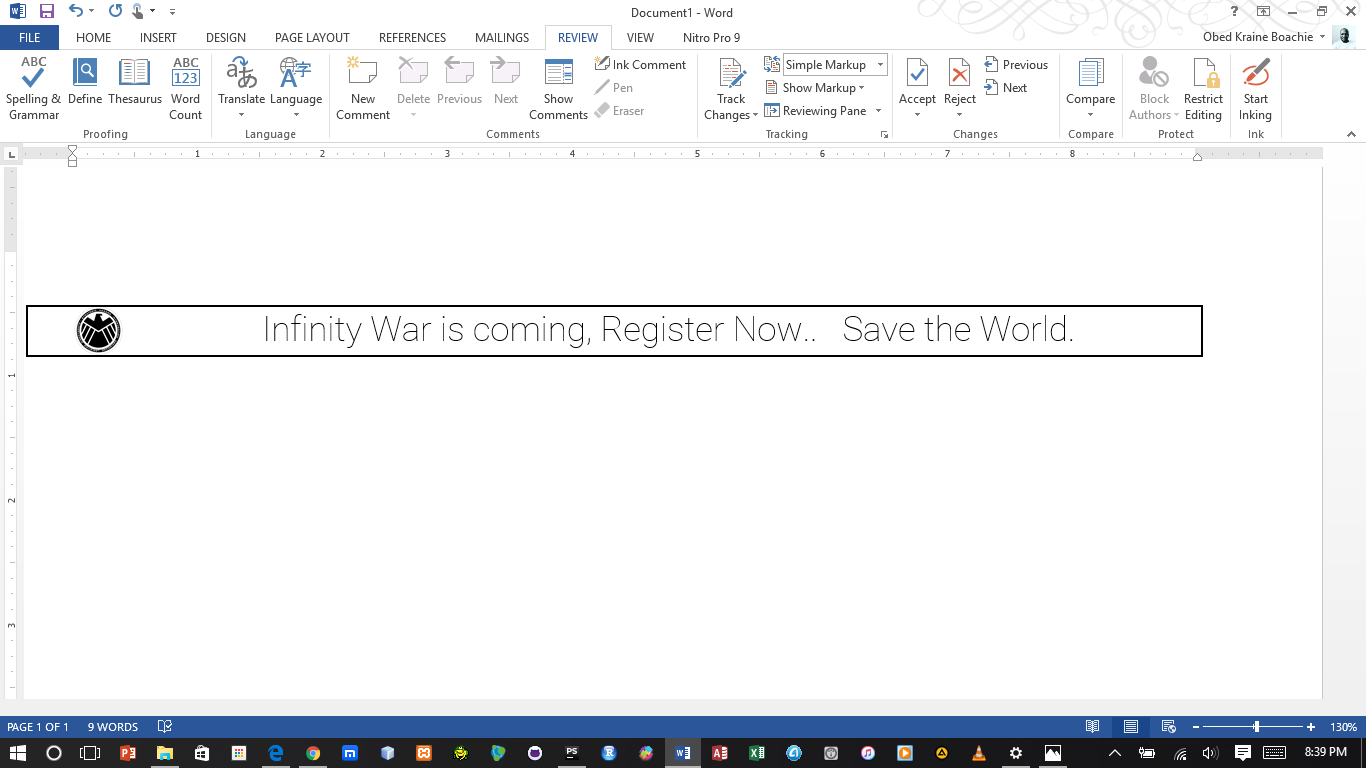 Document1 - Word
?
FILE HOME INSERT DESIGN PAGE LAYOUT REFERENCES MAILINGS REVIEW VIEW Nitro Pro 9 Obed Kraine Boachie
ABC Spelling & Grammar
Define
Thesaurus
ABC 123 Word Count
Proofing
Translate
Language
Language
New Comment
Delete
Previous
Next
Show Comments
Ink Comment
Pen
Eraser
Comments
Track Changes
Simple Markup
Show Markup
Reviewing Pane
Tracking
Accept
Reject
Previous
Next
Changes
Compare
Compare
Block Authors
Restrict Editing
Protect
Start Inking
Ink
1 2 3 4 5 6 7 8
Infinity War is coming, Register Now..   Save the World.
1
2
3
PAGE 1 OF 1 9 WORDS 130%
8:39 PM